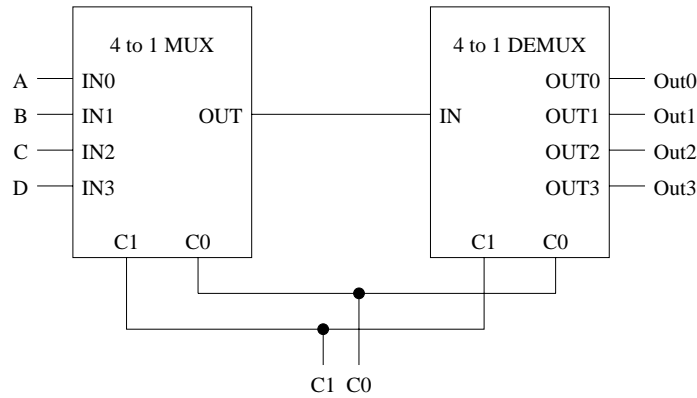 4 to 1 MUX
4 to 1 DEMUX
A
IN0
OUT0
Out0
B
IN1
OUT
IN
OUT1
Out1
C
IN2
OUT2
Out2
D
IN3
OUT3
Out3
C1
C0
C1
C0
C1
C0